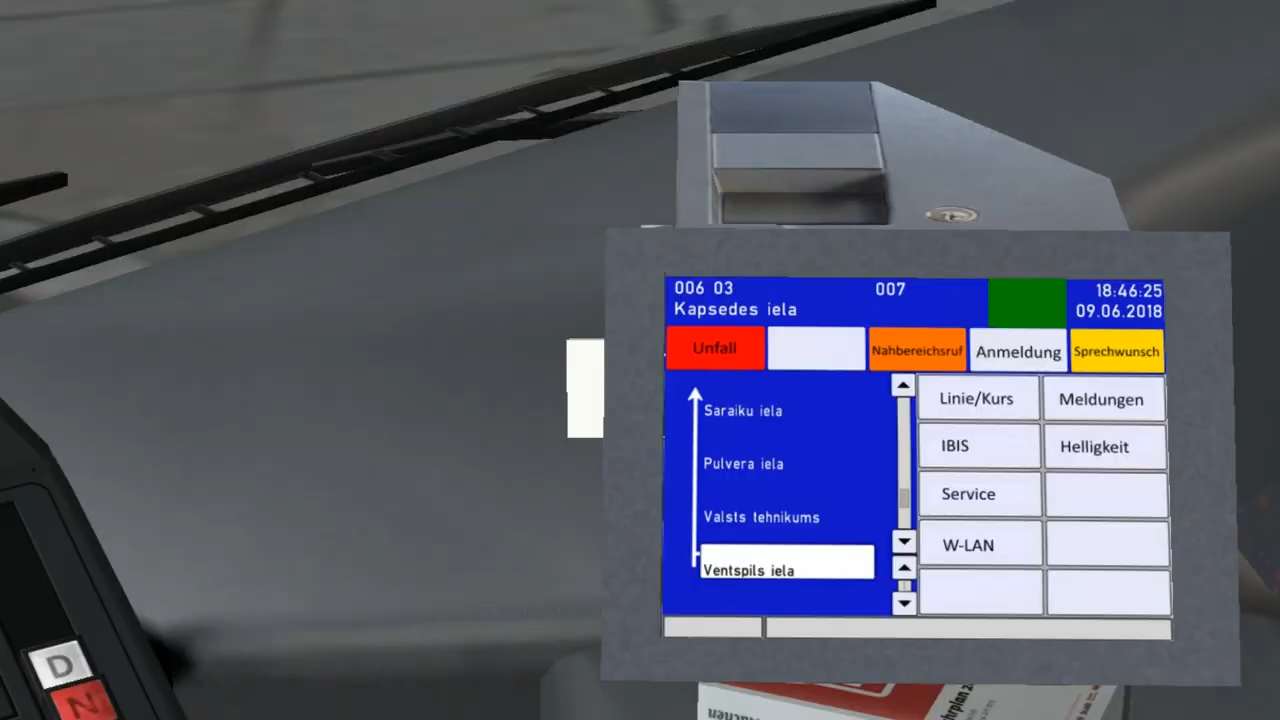 006 03
007
18:46:25
Kapsedes iela
09.06.2018
Unfall
Nahbereichsruf
Anmeldung
Sprechwunsch
Saraiku iela
Pulvera iela
Valsts tehnikums
Ventspils iela
Linie/Kurs
Meldungen
IBIS
Helligkeit
Service
W-LAN
D
N